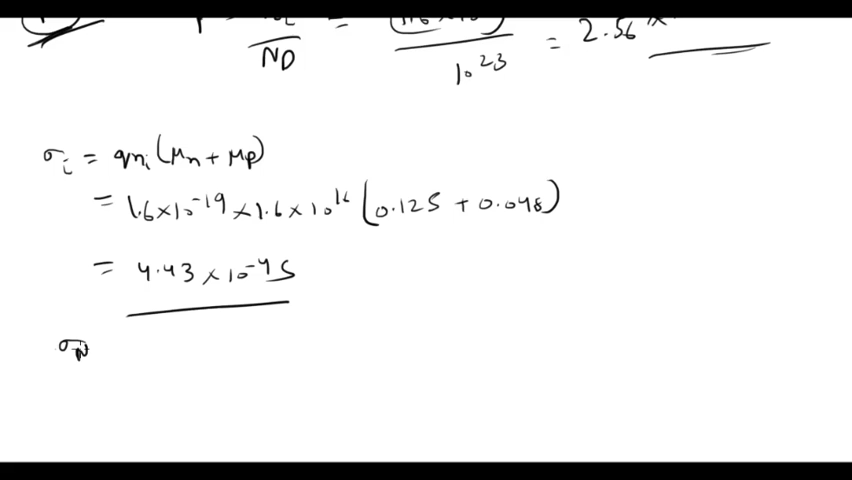 ND
10^23
= 2.56 ×
σi = qni(μn + μp)
= 1.6×10^-19 × 1.6×10^16 (0.125 + 0.048)
= 4.43 × 10^-4 S
σN